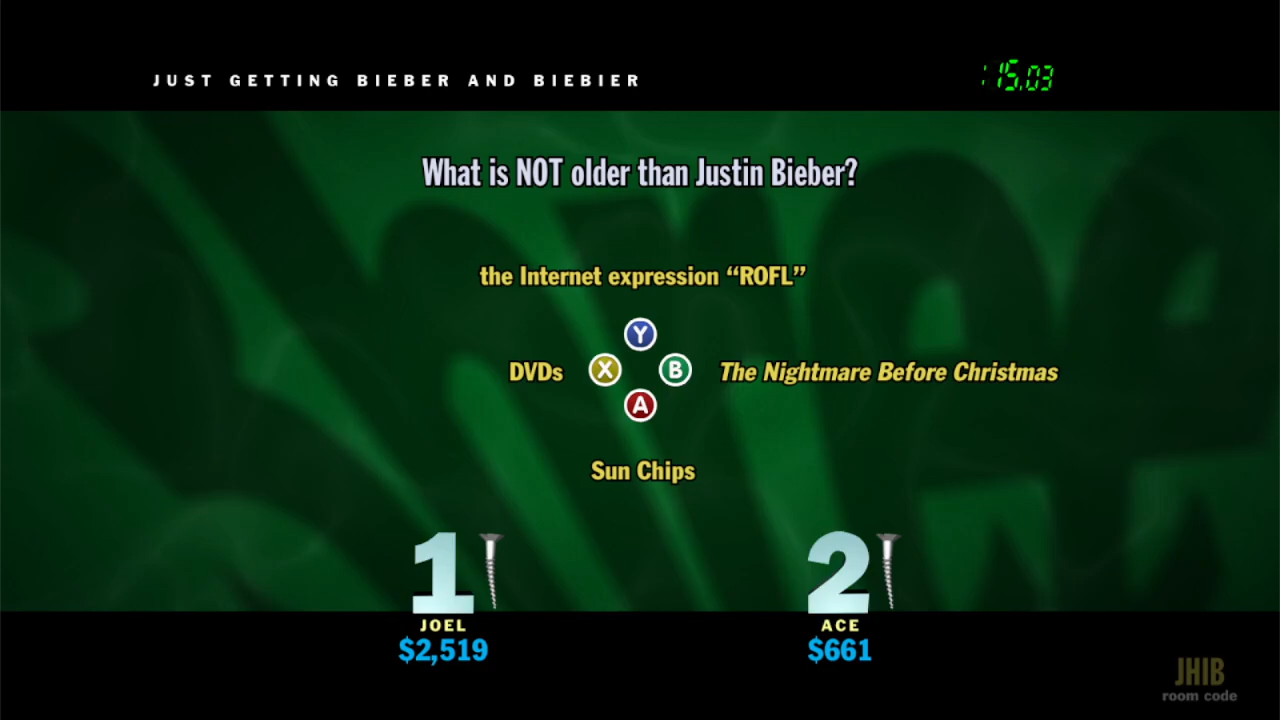 JUST GETTING BIEBER AND BIEBIER
:15.03
What is NOT older than Justin Bieber?
the Internet expression “ROFL”
Y
DVDs X B The Nightmare Before Christmas
A
Sun Chips
1 2
JOEL ACE
$2,519 $661
JHIB
room code